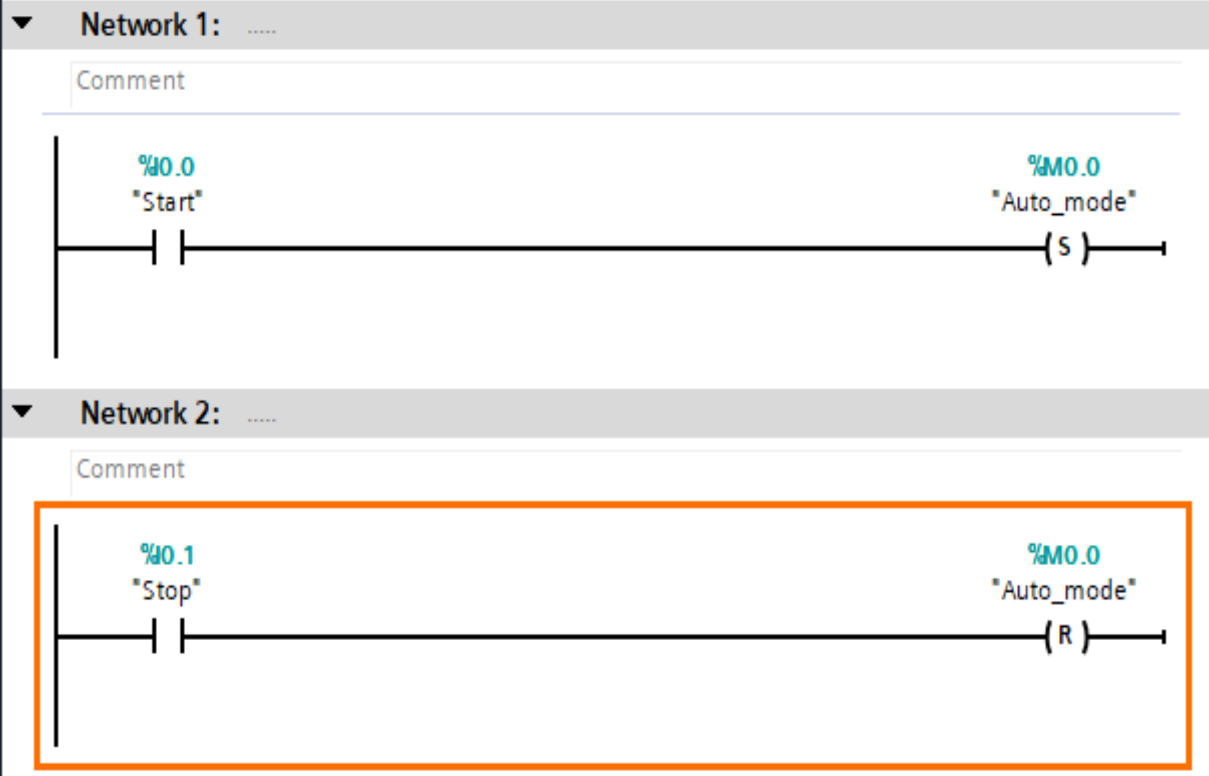 Network 1: .....
Comment
%I0.0
"Start"
%M0.0
"Auto_mode"
S
Network 2: .....
Comment
%I0.1
"Stop"
%M0.0
"Auto_mode"
R